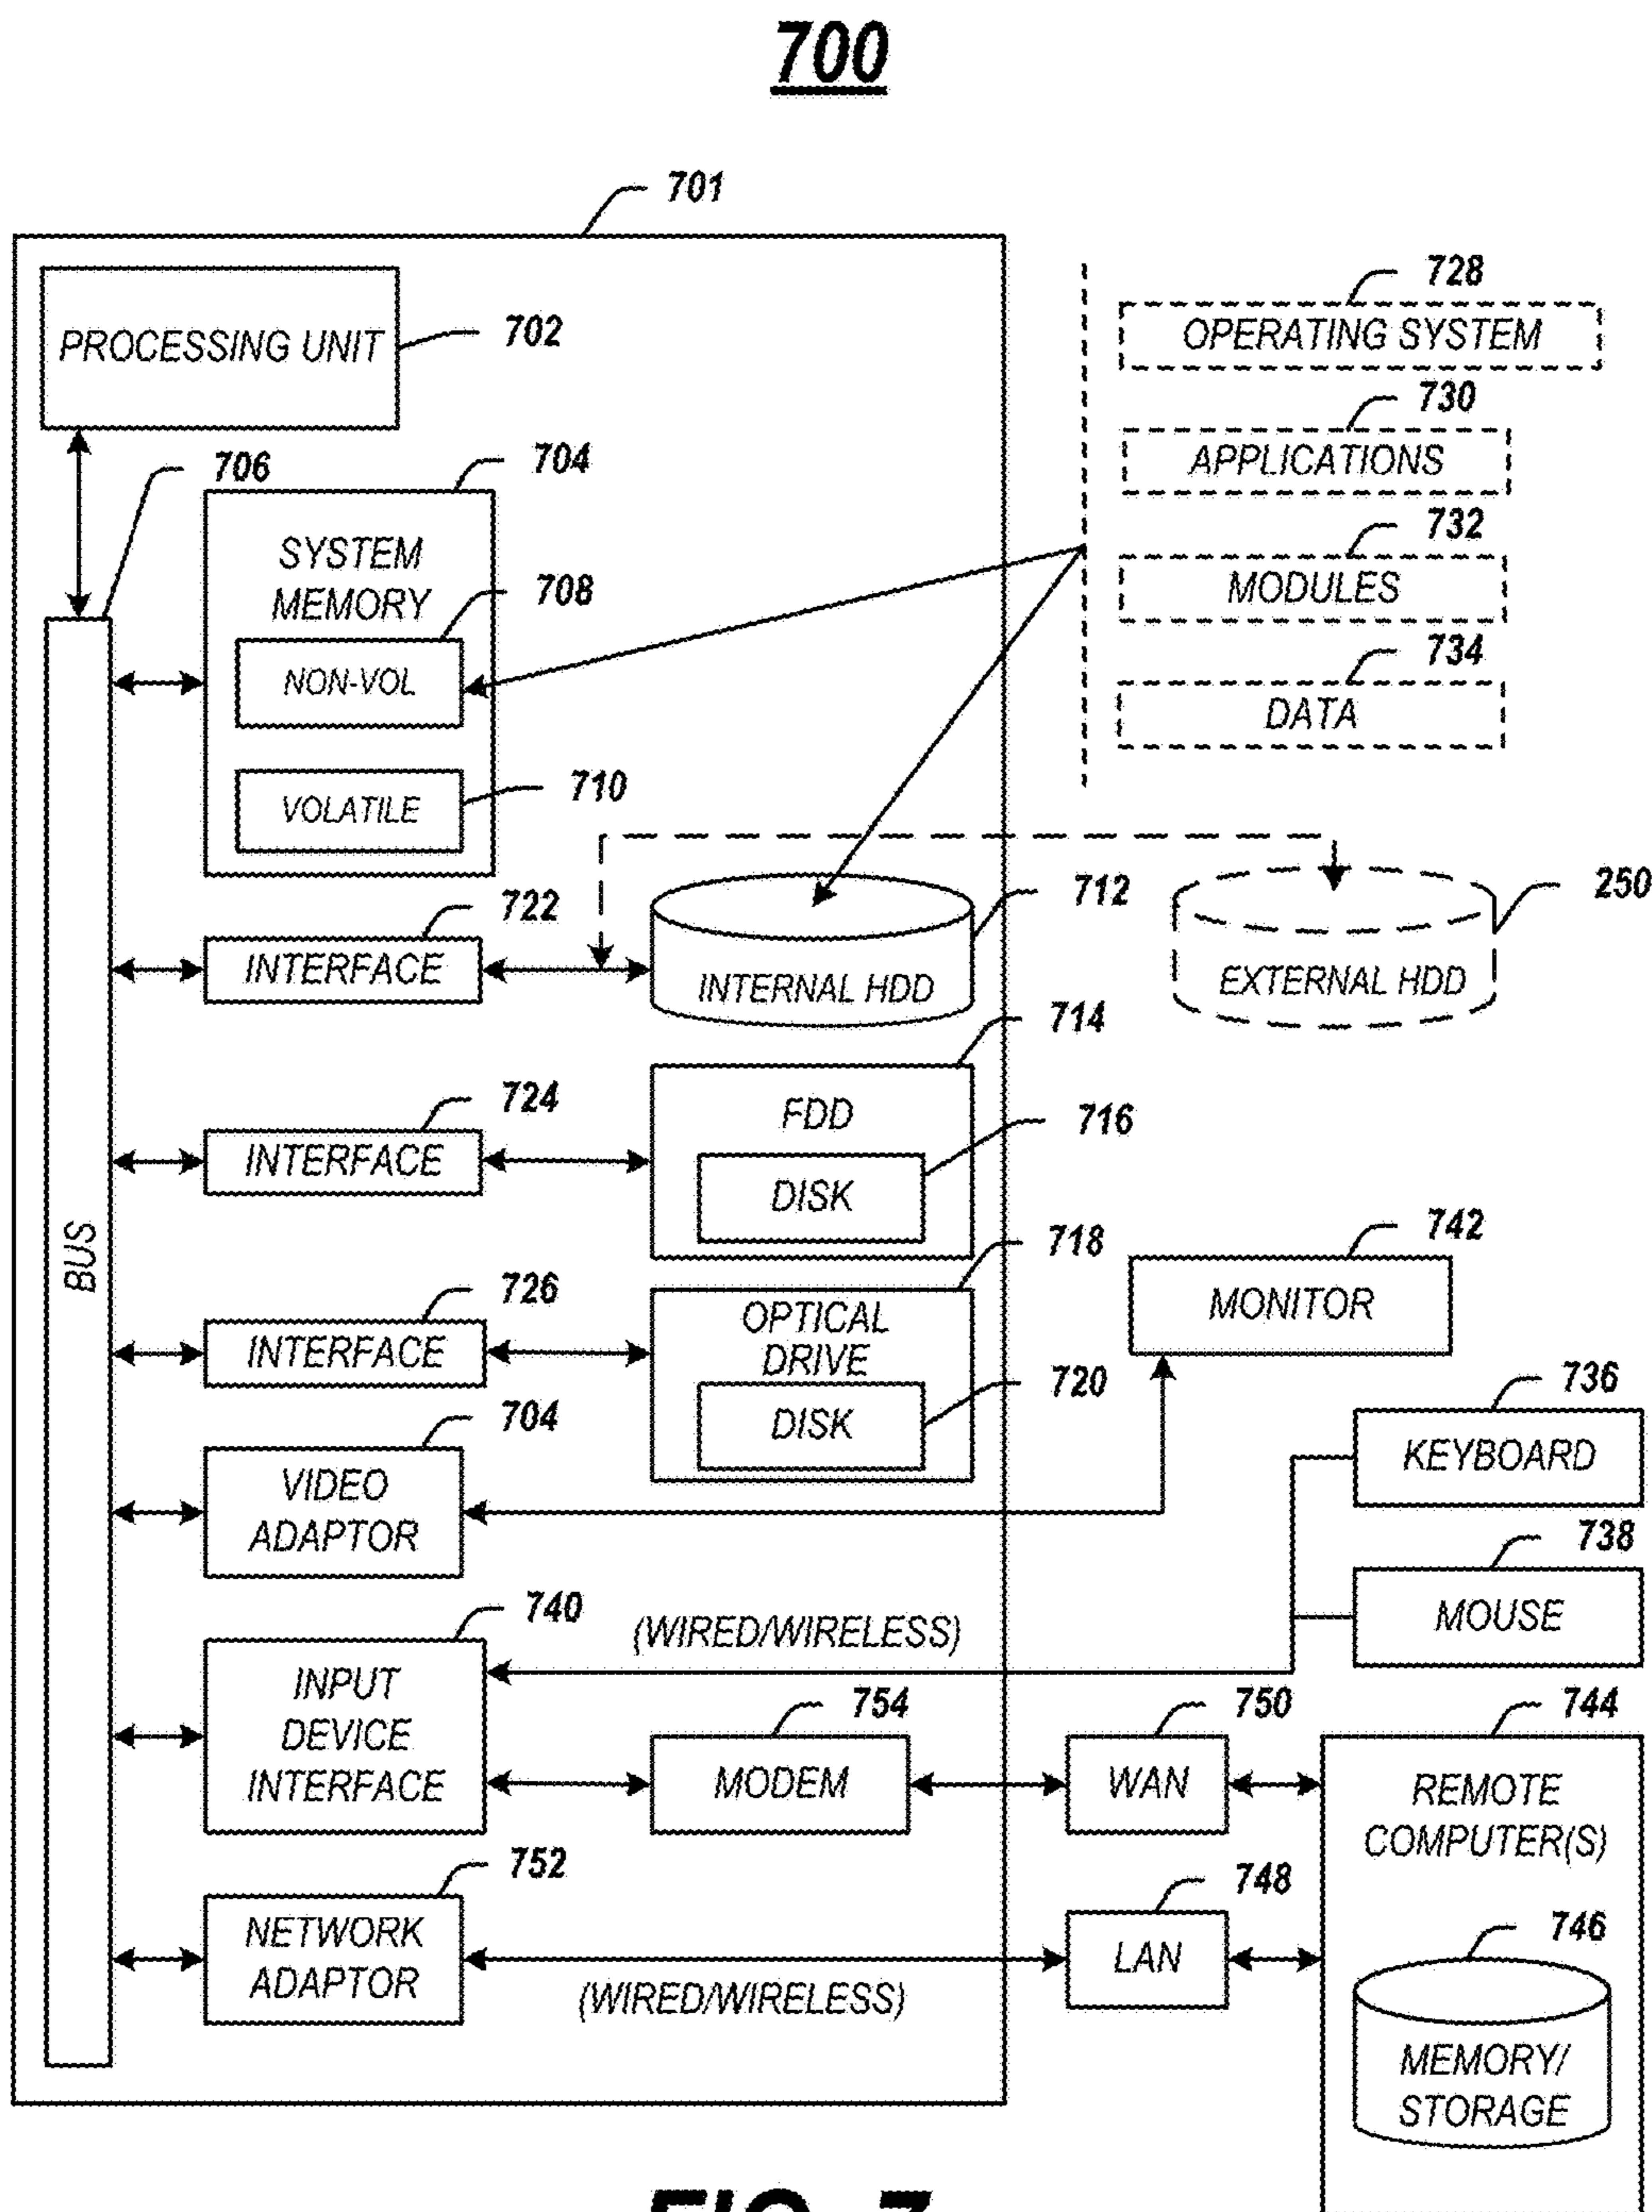 700
701
PROCESSING UNIT
702
728
OPERATING SYSTEM
730
APPLICATIONS
706
704
SYSTEM
MEMORY
708
NON-VOL
732
MODULES
734
DATA
VOLATILE
710
722
INTERFACE
INTERNAL HDD
712
EXTERNAL HDD
250
714
724
INTERFACE
FDD
716
DISK
BUS
718
742
MONITOR
726
INTERFACE
OPTICAL
DRIVE
720
DISK
736
KEYBOARD
704
VIDEO
ADAPTOR
738
MOUSE
740
(WIRED/WIRELESS)
INPUT
DEVICE
INTERFACE
754
MODEM
750
WAN
744
REMOTE
COMPUTER(S)
752
NETWORK
ADAPTOR
(WIRED/WIRELESS)
748
LAN
746
MEMORY/
STORAGE
FIG. 7